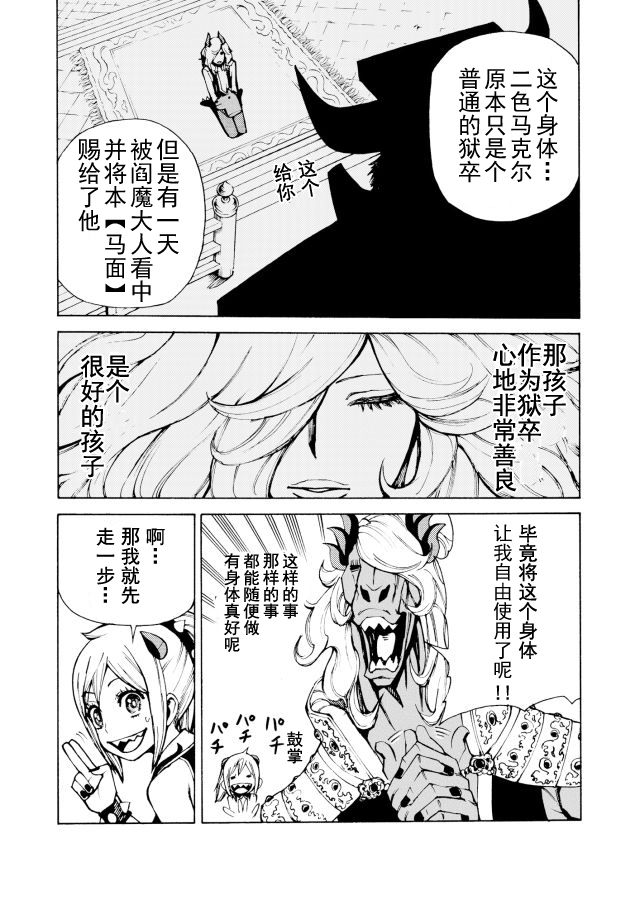 这个身体…
二色马克尔
原本只是个
普通的狱卒
这个
给你
但是有一天
被阎魔大人看中
并将本【马面】
赐给了他
那孩子
作为狱卒
心地非常善良
是个
很好的孩子
毕竟将这个身体
让我自由使用了呢!!
这样的事
那样的事
都能随便做
有身体真好呢
鼓掌
パチ
パチ
パチ
啊…
那我就先
走一步…